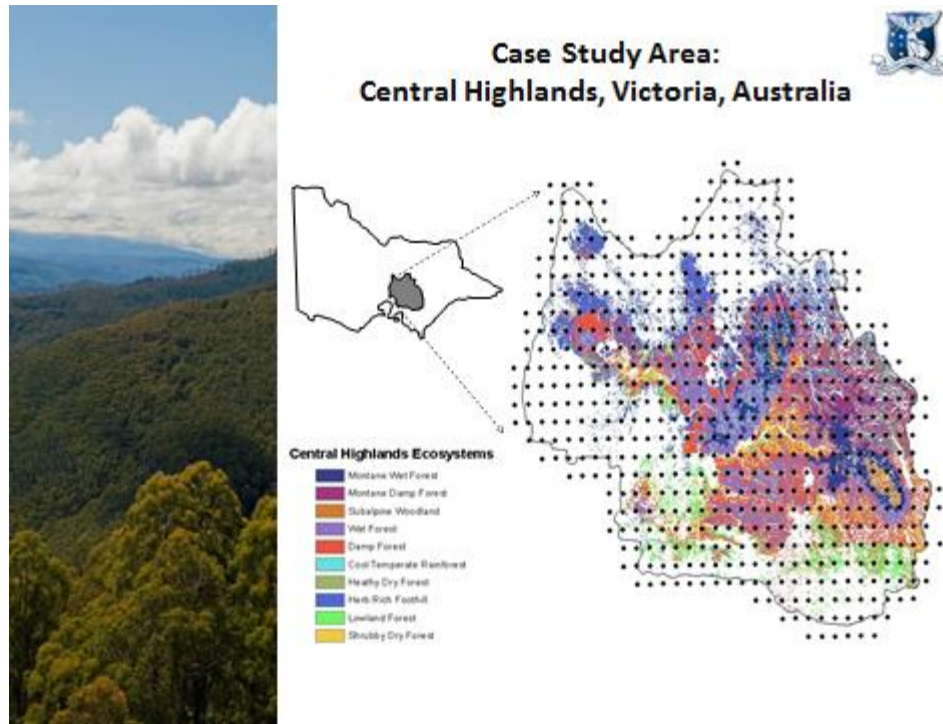 Case Study Area:
Central Highlands, Victoria, Australia
Central Highlands Ecosystems
Montane Wet Forest
Montane Damp Forest
Subalpine Woodland
Wet Forest
Damp Forest
Cool Temperate Rainforest
Heathy Dry Forest
Herb Rich Foothill
Lowland Forest
Shrubby Dry Forest